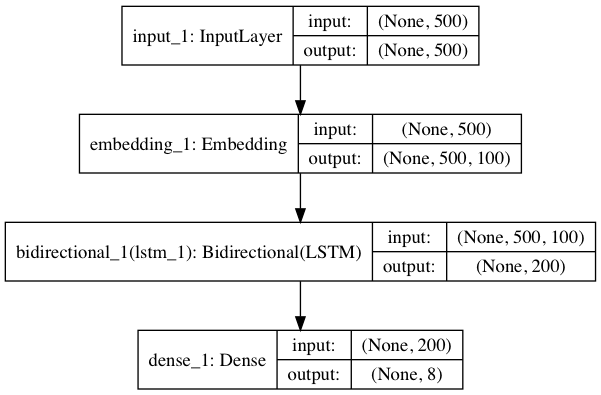 input_1: InputLayer
input: (None, 500)
output: (None, 500)
embedding_1: Embedding
input: (None, 500)
output: (None, 500, 100)
bidirectional_1(lstm_1): Bidirectional(LSTM)
input: (None, 500, 100)
output: (None, 200)
dense_1: Dense
input: (None, 200)
output: (None, 8)